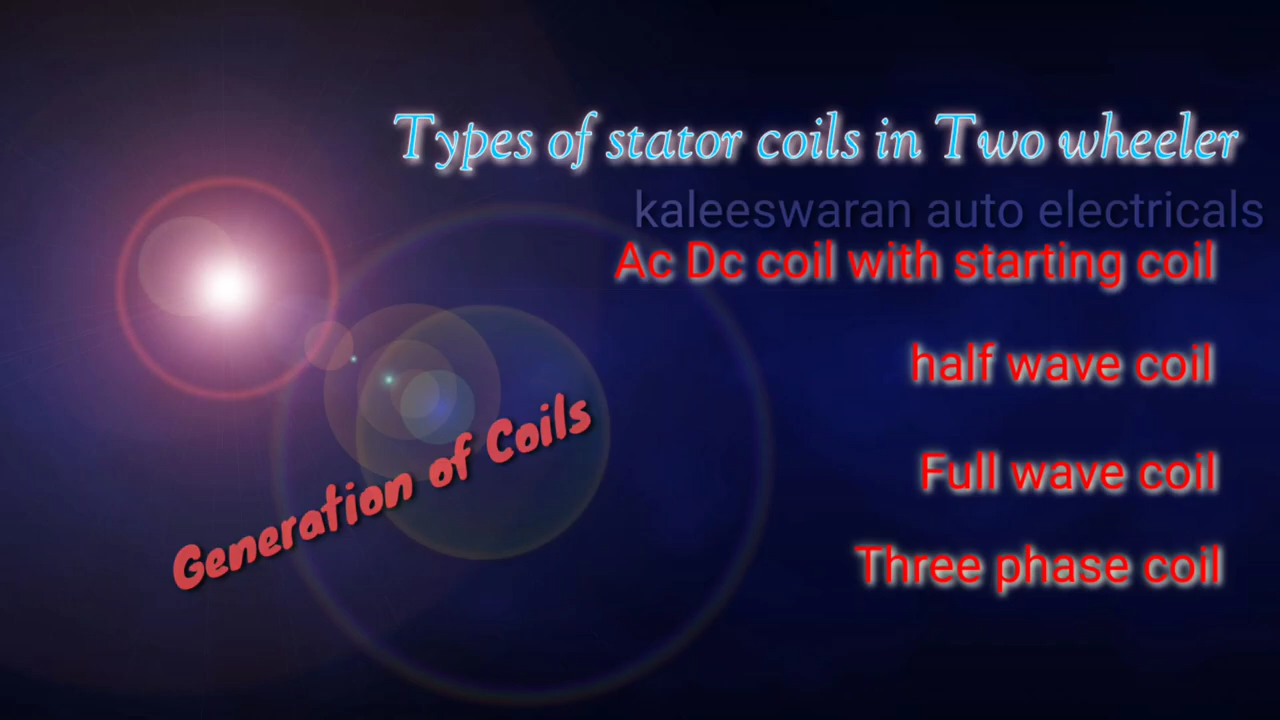 Types of stator coils in Two wheeler
kaleeswaran auto electricals
Ac Dc coil with starting coil
half wave coil
Full wave coil
Three phase coil
Generation of Coils